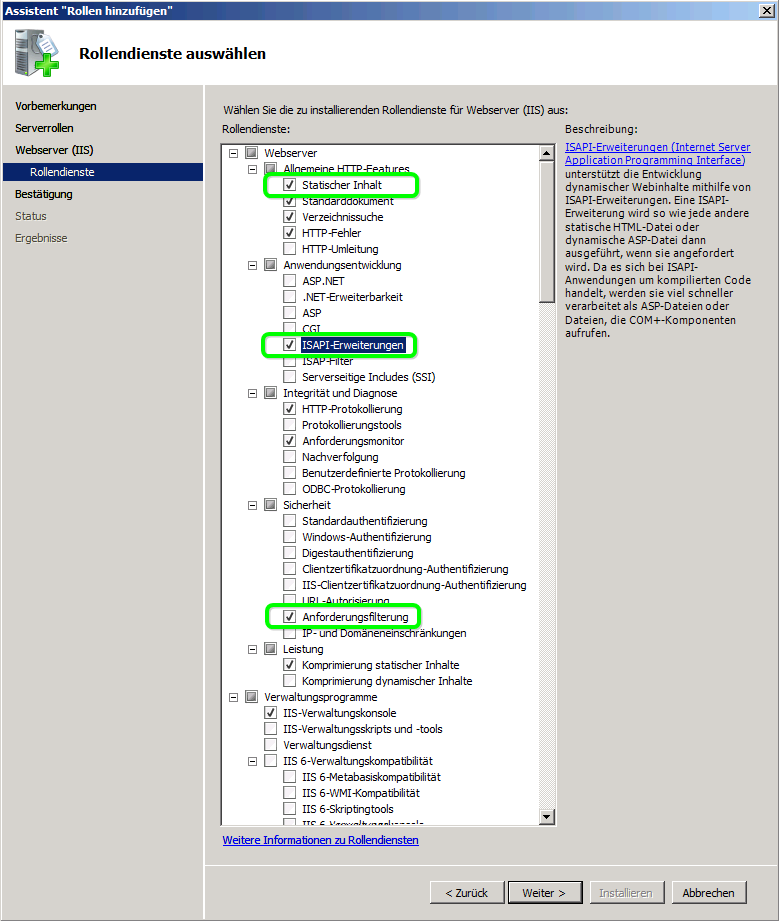 Assistent "Rollen hinzufügen"
Rollendienste auswählen
Vorbemerkungen
Serverrollen
Webserver (IIS)
Rollendienste
Bestätigung
Status
Ergebnisse
Wählen Sie die zu installierenden Rollendienste für Webserver (IIS) aus:
Rollendienste:
Webserver
Allgemeine HTTP-Features
Statischer Inhalt
Standarddokument
Verzeichnissuche
HTTP-Fehler
HTTP-Umleitung
Anwendungsentwicklung
ASP.NET
.NET-Erweiterbarkeit
ASP
CGI
ISAPI-Erweiterungen
ISAP-Filter
Serverseitige Includes (SSI)
Integrität und Diagnose
HTTP-Protokollierung
Protokollierungstools
Anforderungsmonitor
Nachverfolgung
Benutzerdefinierte Protokollierung
ODBC-Protokollierung
Sicherheit
Standardauthentifizierung
Windows-Authentifizierung
Digestauthentifizierung
Clientzertifikatzuordnung-Authentifizierung
IIS-Clientzertifikatzuordnung-Authentifizierung
URL-Autorisierung
Anforderungsfilterung
IP- und Domäneneinschränkungen
Leistung
Komprimierung statischer Inhalte
Komprimierung dynamischer Inhalte
Verwaltungsprogramme
IIS-Verwaltungskonsole
IIS-Verwaltungsskripts und -tools
Verwaltungsdienst
IIS 6-Verwaltungskompatibilität
IIS 6-Metabasiskompatibilität
IIS 6-WMI-Kompatibilität
IIS 6-Skriptingtools
IIS 6-Verwaltungskonsole
Beschreibung:
ISAPI-Erweiterungen (Internet Server
Application Programming Interface)
unterstützt die Entwicklung
dynamischer Webinhalte mithilfe von
ISAPI-Erweiterungen. Eine ISAPI-
Erweiterung wird so wie jede andere
statische HTML-Datei oder
dynamische ASP-Datei dann
ausgeführt, wenn sie angefordert
wird. Da es sich bei ISAPI-
Anwendungen um kompilierten Code
handelt, werden sie viel schneller
verarbeitet als ASP-Dateien oder
Dateien, die COM+-Komponenten
aufrufen.
Weitere Informationen zu Rollendiensten
< Zurück
Weiter >
Installieren
Abbrechen